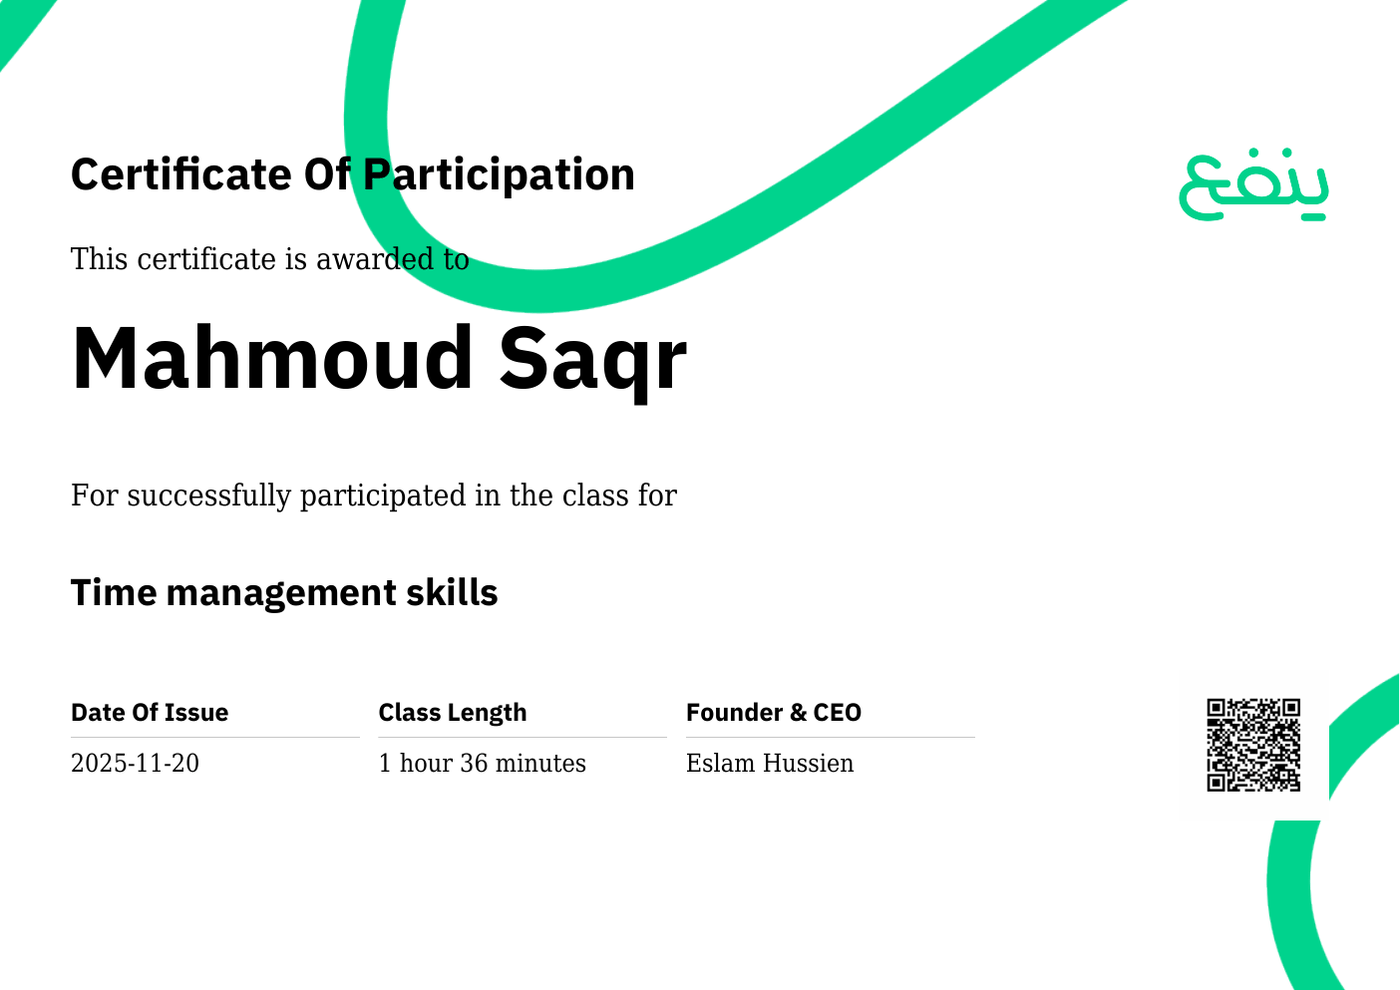 Certificate Of Participation
ينفع
This certificate is awarded to
Mahmoud Saqr
For successfully participated in the class for
Time management skills
Date Of Issue
2025-11-20
Class Length
1 hour 36 minutes
Founder & CEO
Eslam Hussien